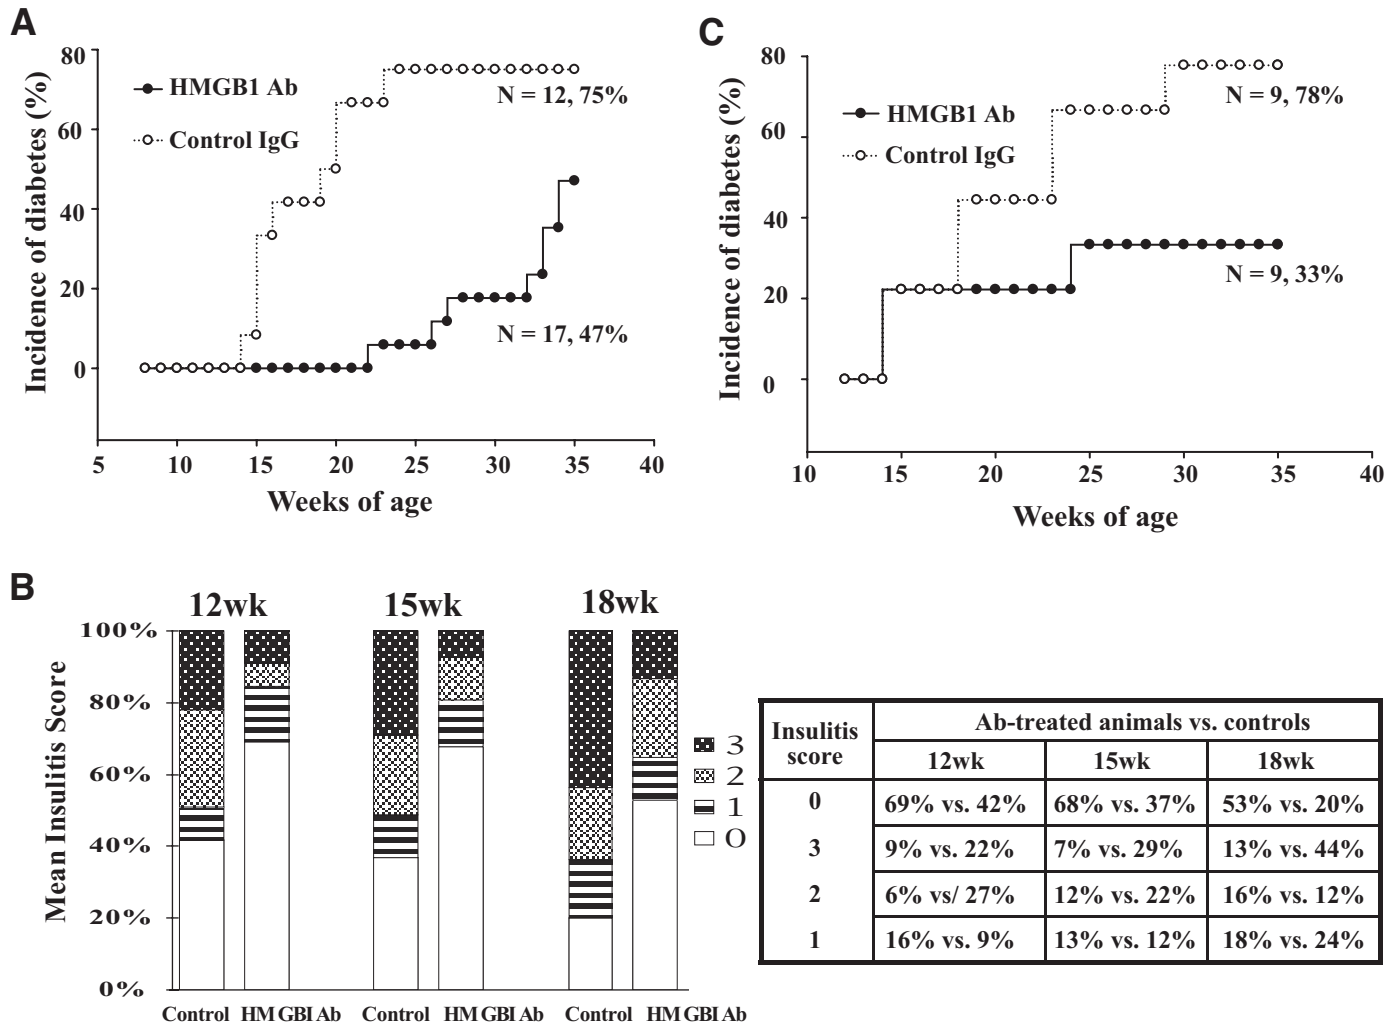 A
80
60
40
20
0
Incidence of diabetes (%)
HMGB1 Ab
Control IgG
N = 12, 75%
N = 17, 47%
5 10 15 20 25 30 35 40
Weeks of age
C
80
60
40
20
0
Incidence of diabetes (%)
HMGB1 Ab
Control IgG
N = 9, 78%
N = 9, 33%
10 15 20 25 30 35 40
Weeks of age
B
12wk 15wk 18wk
100%
80%
60%
40%
20%
0%
Mean Insulitis Score
Control HM GBI Ab Control HM GBI Ab Control HM GBI Ab
3
2
1
0
Insulitis score Ab-treated animals vs. controls
12wk 15wk 18wk
0 69% vs. 42% 68% vs. 37% 53% vs. 20%
3 9% vs. 22% 7% vs. 29% 13% vs. 44%
2 6% vs/ 27% 12% vs. 22% 16% vs. 12%
1 16% vs. 9% 13% vs. 12% 18% vs. 24%